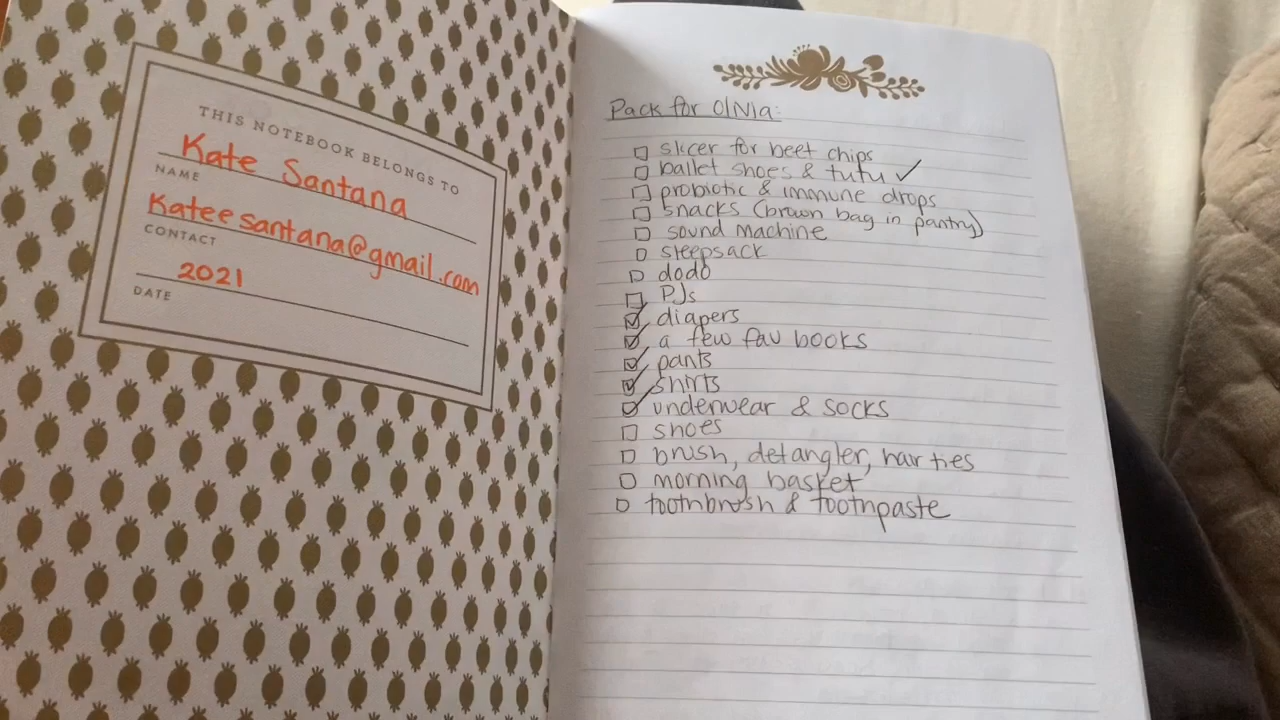 THIS NOTEBOOK BELONGS TO
Kate Santana
NAME
Kateesantana@gmail.com
CONTACT
2021
DATE
Pack for Olivia:
slicer for beet chips
ballet shoes & tutu ✓
probiotic & immune drops
snacks (brown bag in pantry)
sound machine
sleepsack
dodo
PJs
diapers
a few fav books
pants
shirts
underwear & socks
shoes
brush, detangler, hair ties
morning basket
toothbrush & toothpaste